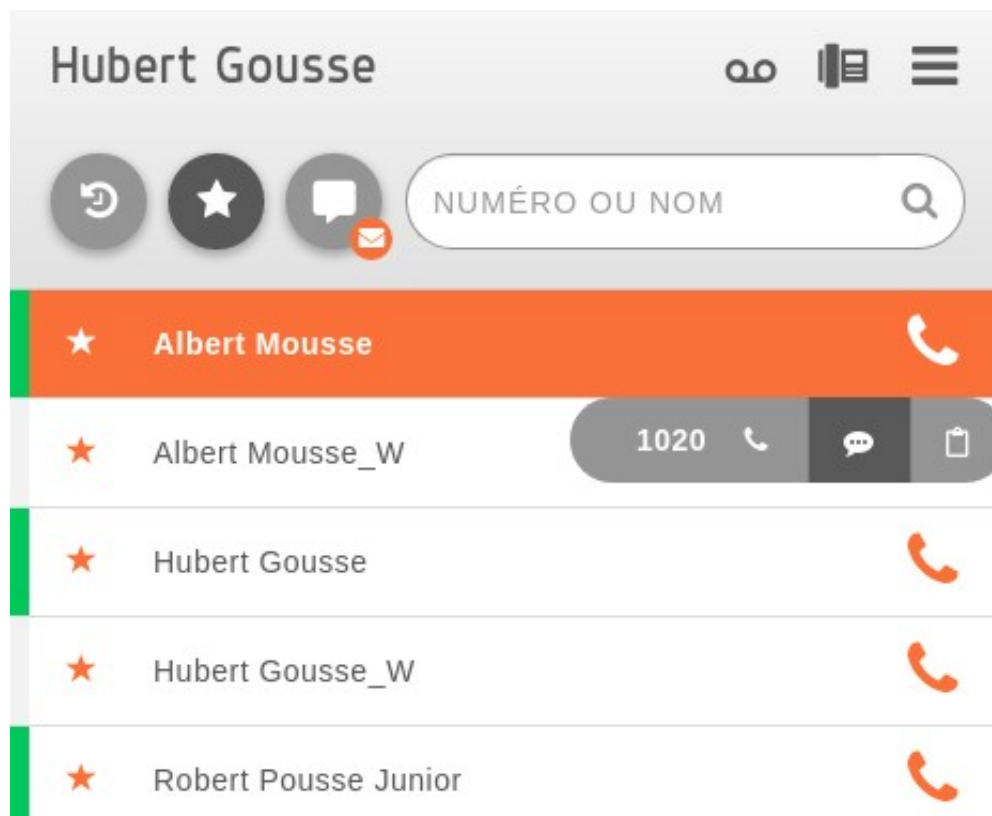 Hubert Gousse
NUMÉRO OU NOM
Albert Mousse
Albert Mousse_W
1020
Hubert Gousse
Hubert Gousse_W
Robert Pousse Junior